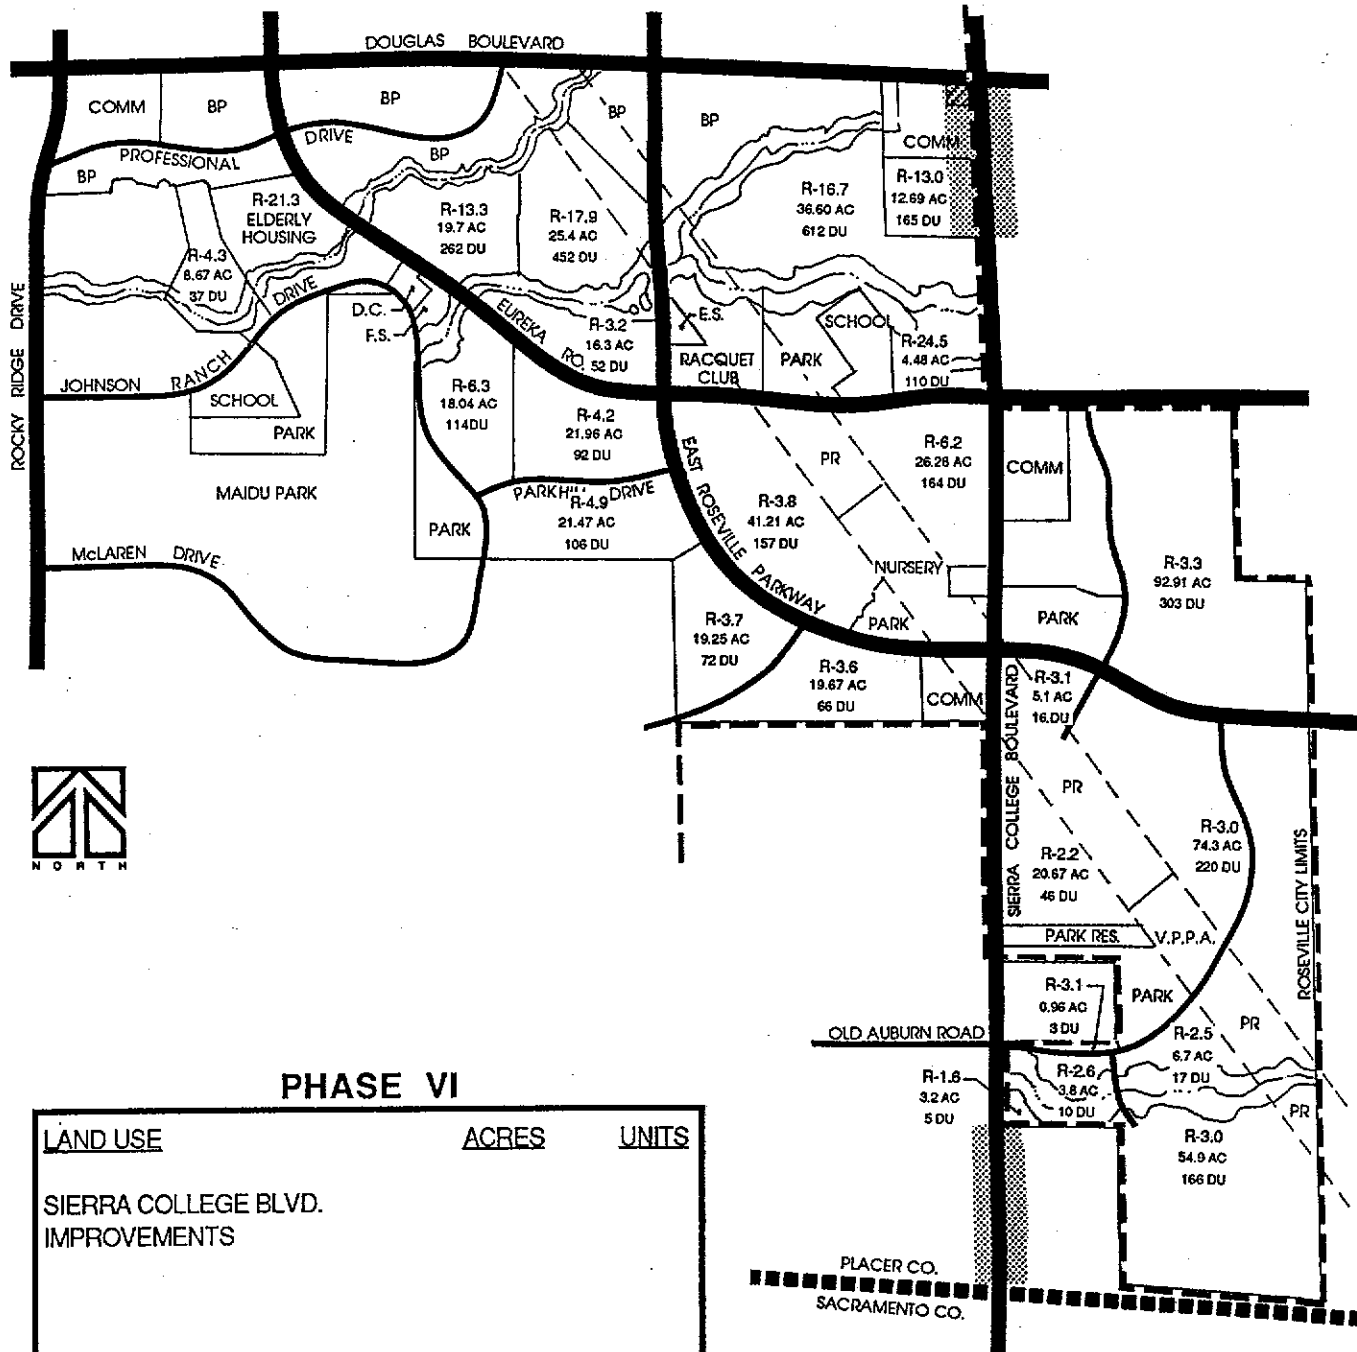 DOUGLAS BOULEVARD
COMM
BP
BP
BP
BP
COMM
PROFESSIONAL DRIVE
BP
BP
R-21.3
ELDERLY
HOUSING
R-13.3
19.7 AC
262 DU
R-17.9
25.4 AC
452 DU
R-16.7
36.60 AC
612 DU
R-13.0
12.69 AC
165 DU
R-4.3
8.67 AC
37 DU
ROCKY RIDGE DRIVE
JOHNSON RANCH DRIVE
D.C.
F.S.
EUREKA RO.
R-3.2
16.3 AC
52 DU
E.S.
RACQUET
CLUB
PARK
SCHOOL
R-24.5
4.48 AC
110 DU
SCHOOL
PARK
R-6.3
18.04 AC
114DU
R-4.2
21.96 AC
92 DU
MAIDU PARK
PARKHILL DRIVE
PARK
R-4.9
21.47 AC
106 DU
EAST ROSEVILLE PARKWAY
PR
R-3.8
41.21 AC
157 DU
R-6.2
26.28 AC
164 DU
COMM
McLAREN DRIVE
NURSERY
R-3.3
92.91 AC
303 DU
R-3.7
19.25 AC
72 DU
PARK
PARK
R-3.6
19.67 AC
66 DU
COMM
R-3.1
5.1 AC
16 DU
SIERRA COLLEGE BOULEVARD
PR
NORTH
R-2.2
20.67 AC
46 DU
R-3.0
74.3 AC
220 DU
ROSEVILLE CITY LIMITS
PARK RES.
V.P.P.A.
R-3.1
0.96 AC
3 DU
PARK
OLD AUBURN ROAD
PR
R-2.5
6.7 AC
17 DU
R-1.6
3.2 AC
5 DU
R-2.6
3.8 AC
10 DU
PR
R-3.0
54.9 AC
166 DU
PHASE VI
LAND USE ACRES UNITS
SIERRA COLLEGE BLVD.
IMPROVEMENTS
PLACER CO.
SACRAMENTO CO.